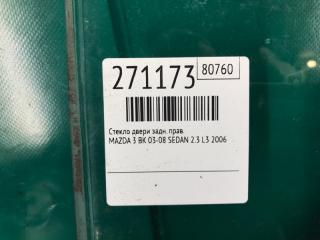 271173 80760
Стекло двери задн. прав.
MAZDA 3 BK 03-08 SEDAN 2.3 L3 2006